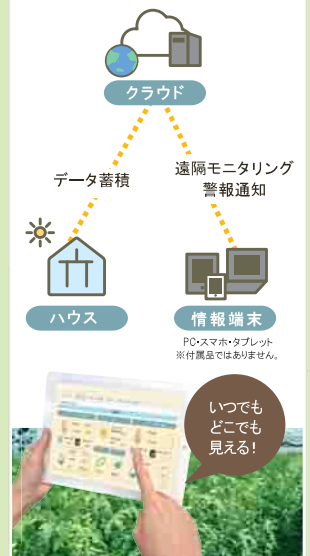 クラウド
データ蓄積
遠隔モニタリング
警報通知
ハウス
情報端末
PC・スマホ・タブレット
※付属品ではありません。
いつでも
どこでも
見える!